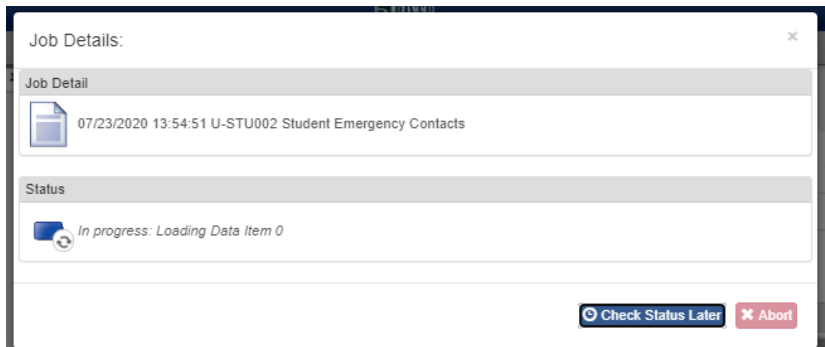 Job Details:
×
Job Detail
07/23/2020 13:54:51 U-STU002 Student Emergency Contacts
Status
In progress: Loading Data Item 0
Check Status Later
Abort